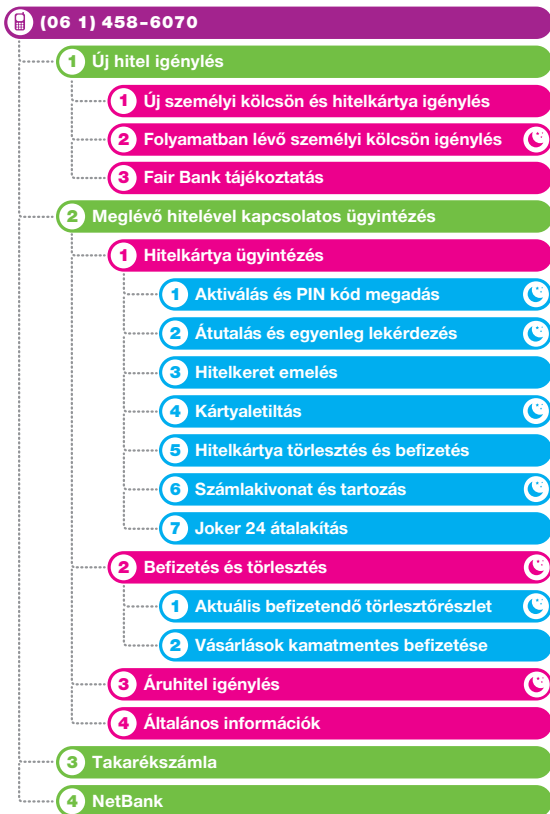 (06 1) 458-6070
1 Új hitel igénylés
1 Új személyi kölcsön és hitelkártya igénylés
2 Folyamatban lévő személyi kölcsön igénylés
3 Fair Bank tájékoztatás
2 Meglévő hitelével kapcsolatos ügyintézés
1 Hitelkártya ügyintézés
1 Aktiválás és PIN kód megadás
2 Átutalás és egyenleg lekérdezés
3 Hitelkeret emelés
4 Kártyaletiltás
5 Hitelkártya törlesztés és befizetés
6 Számlakivonat és tartozás
7 Joker 24 átalakítás
2 Befizetés és törlesztés
1 Aktuális befizetendő törlesztőrészlet
2 Vásárlások kamatmentes befizetése
3 Áruhitel igénylés
4 Általános információk
3 Takarékszámla
4 NetBank